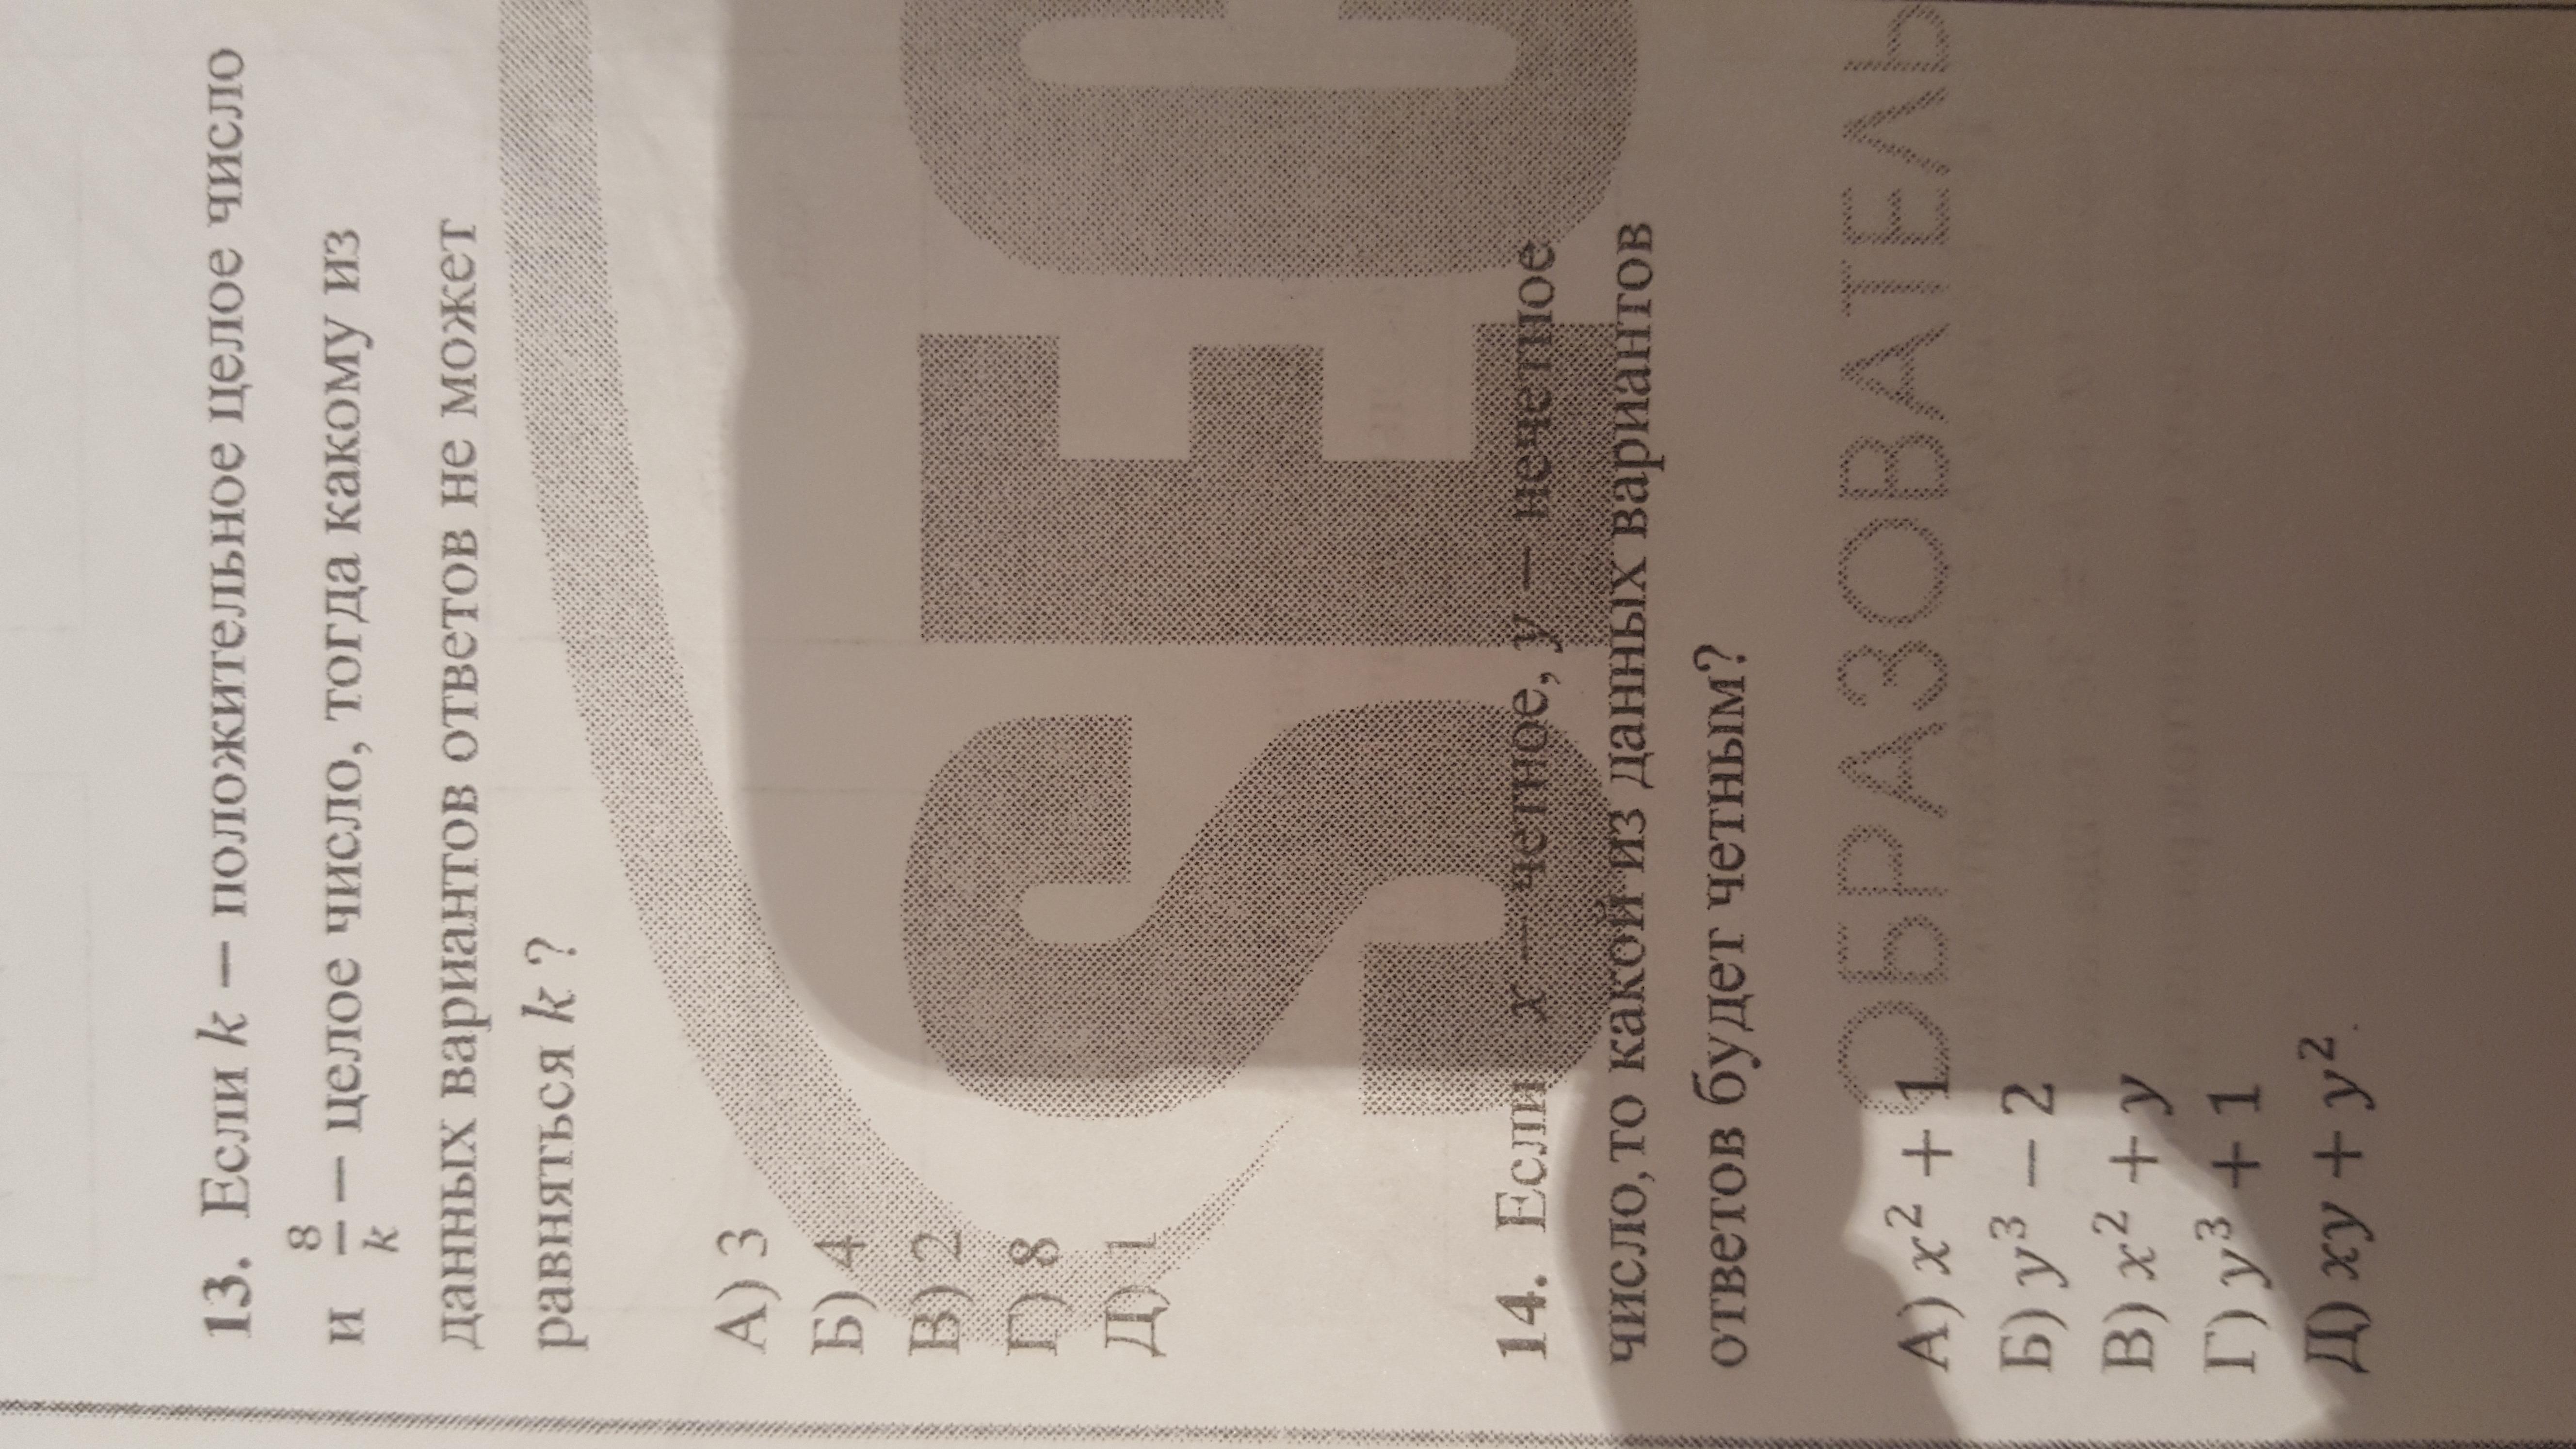 13. Если k – положительное целое число
и 8/k – целое число, тогда какому из
данных вариантов ответов не может
равняться k ?
А) 3
Б) 4
В) 2
Г) 8
Д) 1
14. Если x – четное, y – нечетное
число, то какой из данных вариантов
ответов будет четным?
А) x² + 1
Б) y³ – 2
В) x² + y
Г) y³ + 1
Д) xy + y²
ОБРАЗОВАТЕЛЬ